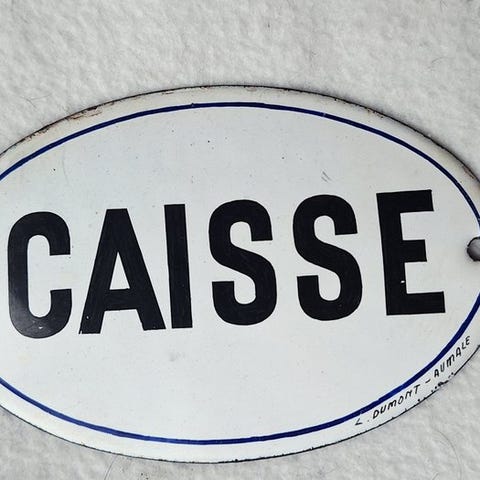 CAISSE
L. DUMONT - AUMALE